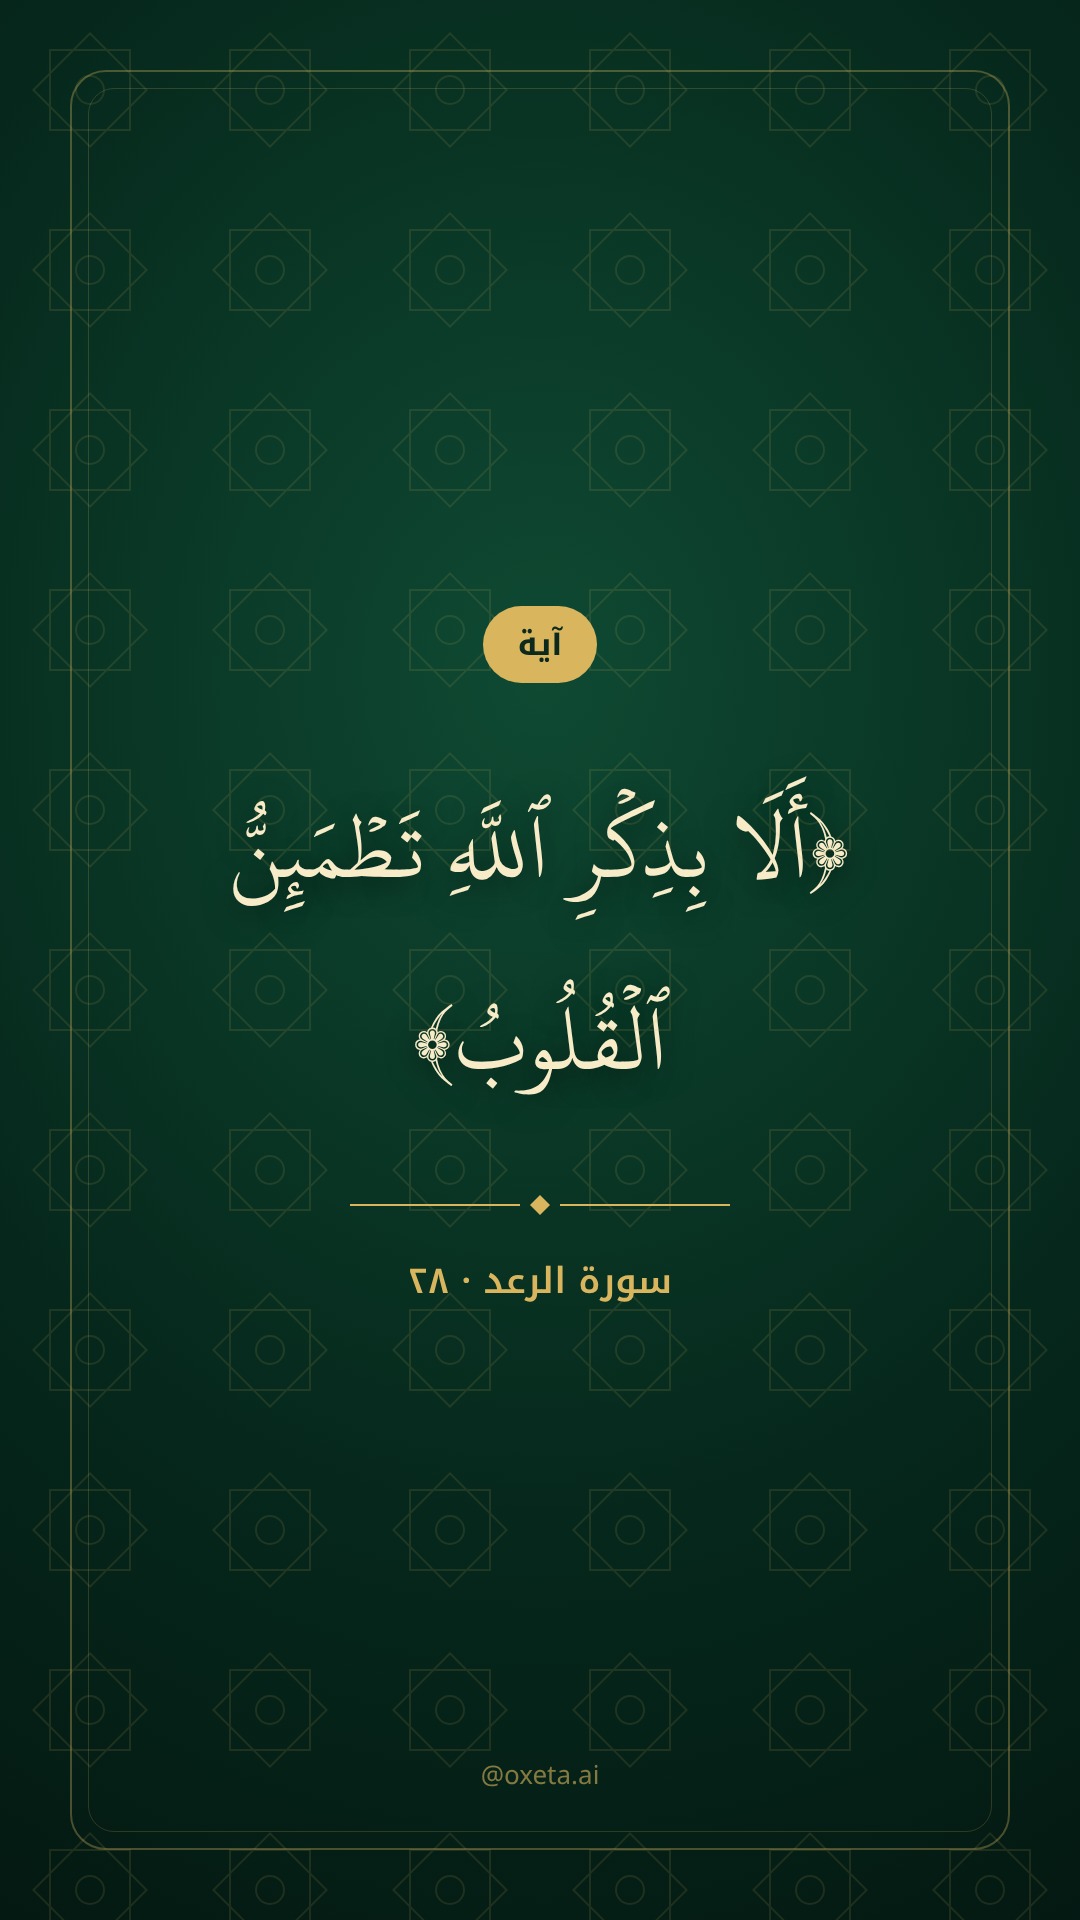 آية
﴿أَلَا بِذِكْرِ ٱللَّهِ تَطْمَئِنُّ
ٱلْقُلُوبُ﴾
سورة الرعد · ٢٨
@oxeta.ai